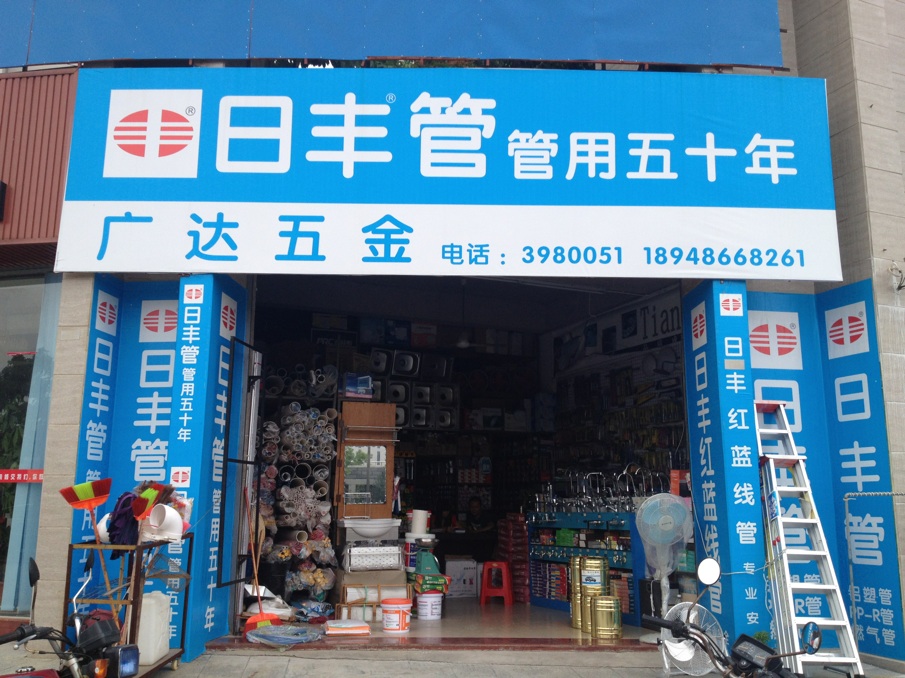 日丰®管 管用五十年
广达五金 电话：3980051 18948668261
日丰管
日丰管
日丰管管用五十年
管用五十年
Tian
日丰红蓝线管
日丰红蓝线管专业安
日丰管
铝塑管
PP-R管
燃气管